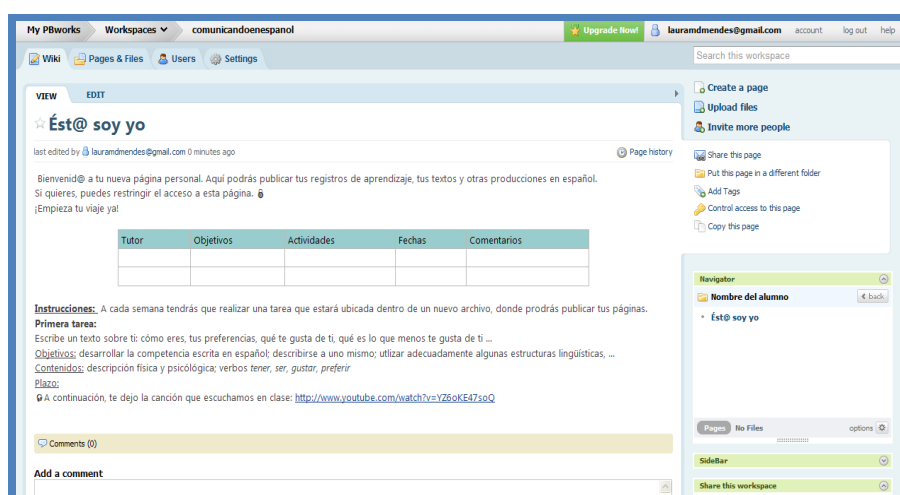 My PBworks Workspaces comunicandoenespanol Upgrade Now! lauramdmendes@gmail.com account log out help
Wiki Pages & Files Users Settings
Search this workspace
VIEW EDIT
Ést@ soy yo
last edited by lauramdmendes@gmail.com 0 minutes ago Page history
Bienvenid@ a tu nueva página personal. Aquí podrás publicar tus registros de aprendizaje, tus textos y otras producciones en español.
Si quieres, puedes restringir el acceso a esta página.
¡Empieza tu viaje ya!
Tutor Objetivos Actividades Fechas Comentarios
Instrucciones: A cada semana tendrás que realizar una tarea que estará ubicada dentro de un nuevo archivo, donde prodrás publicar tus páginas.
Primera tarea:
Escribe un texto sobre ti: cómo eres, tus preferencias, qué te gusta de ti, qué es lo que menos te gusta de ti ...
Objetivos: desarrollar la competencia escrita en español; describirse a uno mismo; utlizar adecuadamente algunas estructuras lingüísticas, ...
Contenidos: descripción física y psicólógica; verbos tener, ser, gustar, preferir
Plazo:
A continuación, te dejo la canción que escuchamos en clase: http://www.youtube.com/watch?v=YZ6oKE47soQ
Comments (0)
Add a comment
Create a page
Upload files
Invite more people
Share this page
Put this page in a different folder
Add Tags
Control access to this page
Copy this page
Navigator
Nombre del alumno back
Ést@ soy yo
Pages No Files options
SideBar
Share this workspace